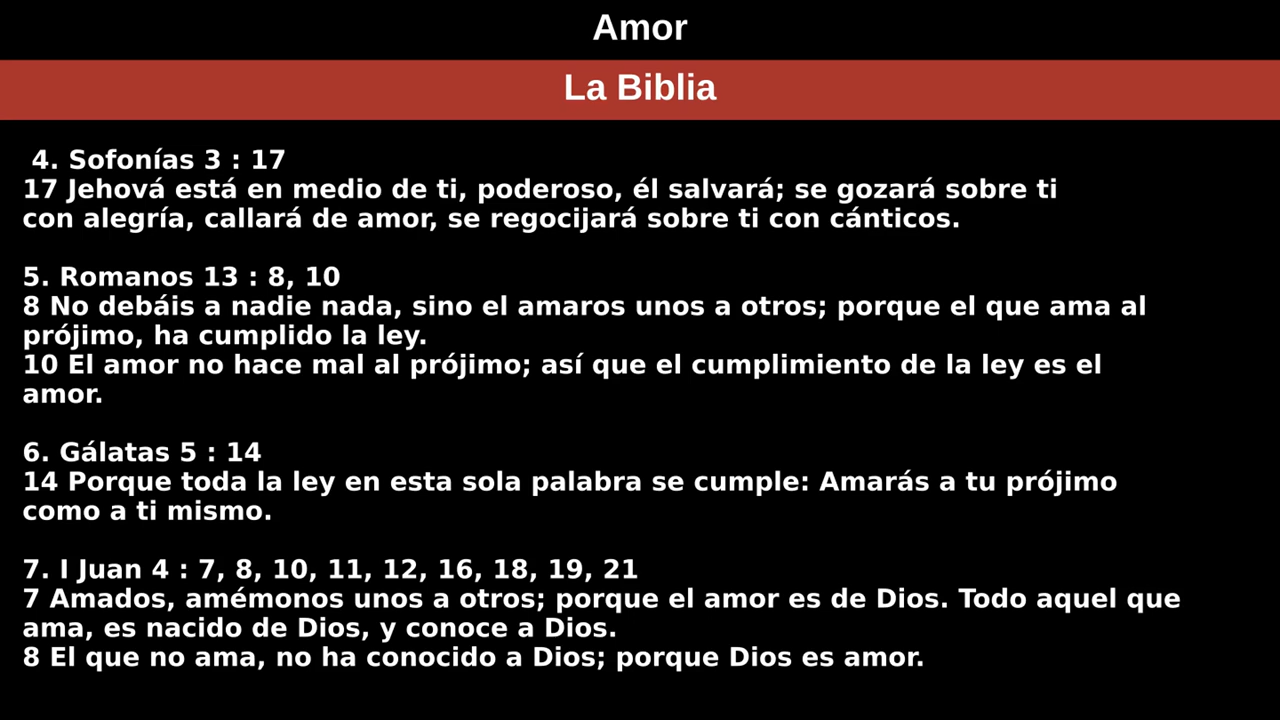 Amor
La Biblia
4. Sofonías 3 : 17
17 Jehová está en medio de ti, poderoso, él salvará; se gozará sobre ti
con alegría, callará de amor, se regocijará sobre ti con cánticos.
5. Romanos 13 : 8, 10
8 No debáis a nadie nada, sino el amaros unos a otros; porque el que ama al
prójimo, ha cumplido la ley.
10 El amor no hace mal al prójimo; así que el cumplimiento de la ley es el
amor.
6. Gálatas 5 : 14
14 Porque toda la ley en esta sola palabra se cumple: Amarás a tu prójimo
como a ti mismo.
7. I Juan 4 : 7, 8, 10, 11, 12, 16, 18, 19, 21
7 Amados, amémonos unos a otros; porque el amor es de Dios. Todo aquel que
ama, es nacido de Dios, y conoce a Dios.
8 El que no ama, no ha conocido a Dios; porque Dios es amor.